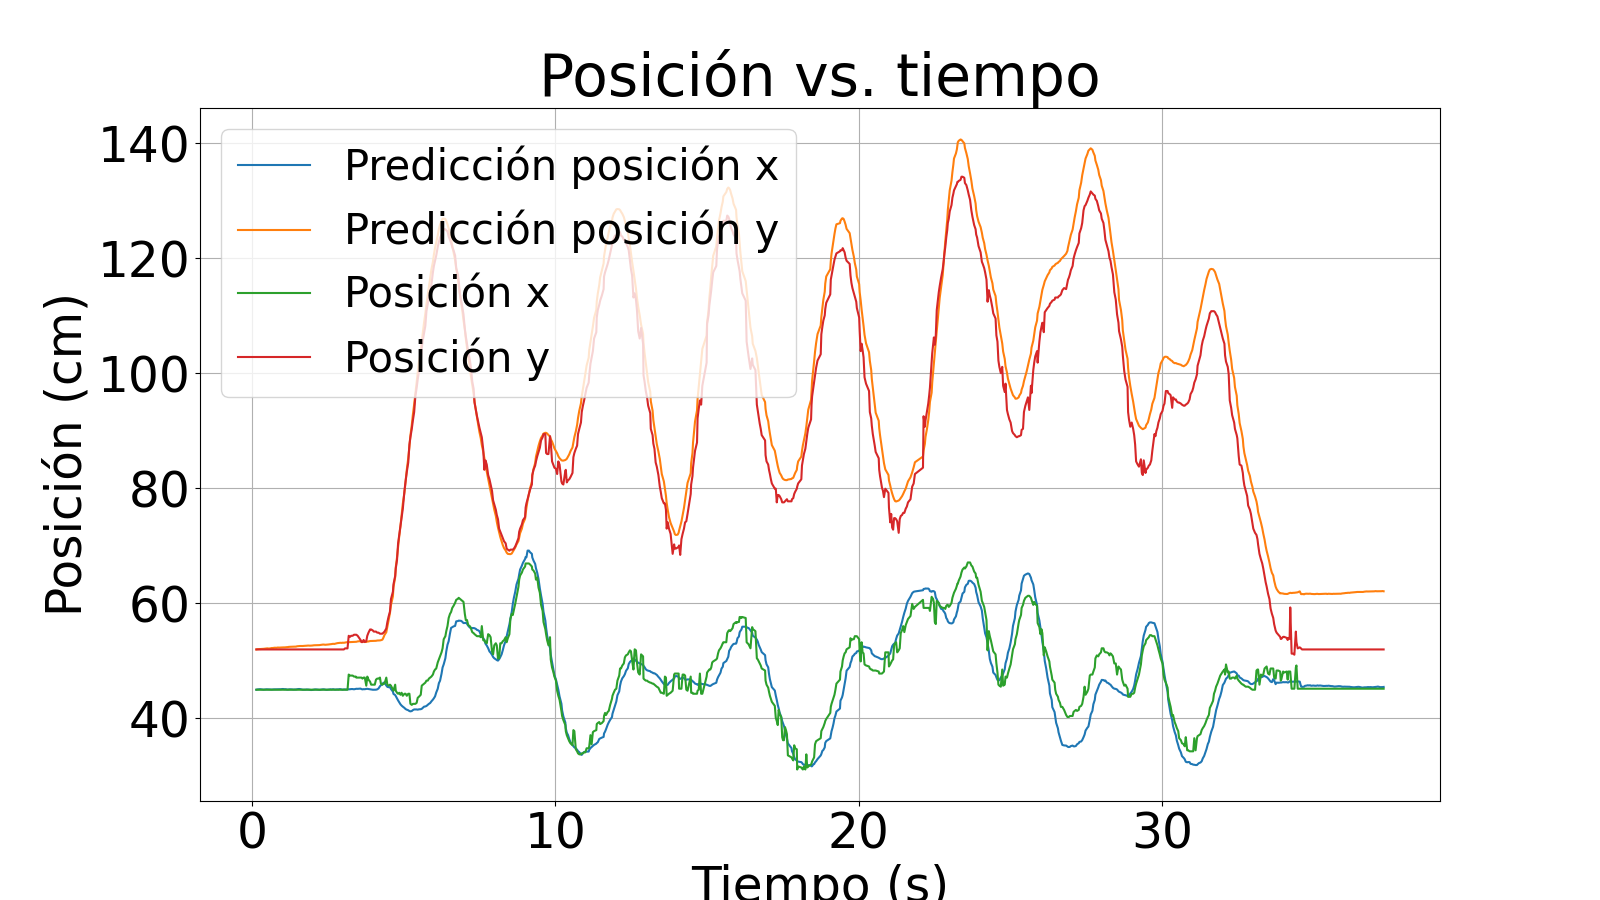 Posición vs. tiempo
Predicción posición x
Predicción posición y
Posición x
Posición y
Posición (cm)
140
120
100
80
60
40
0 10 20 30
Tiempo (s)